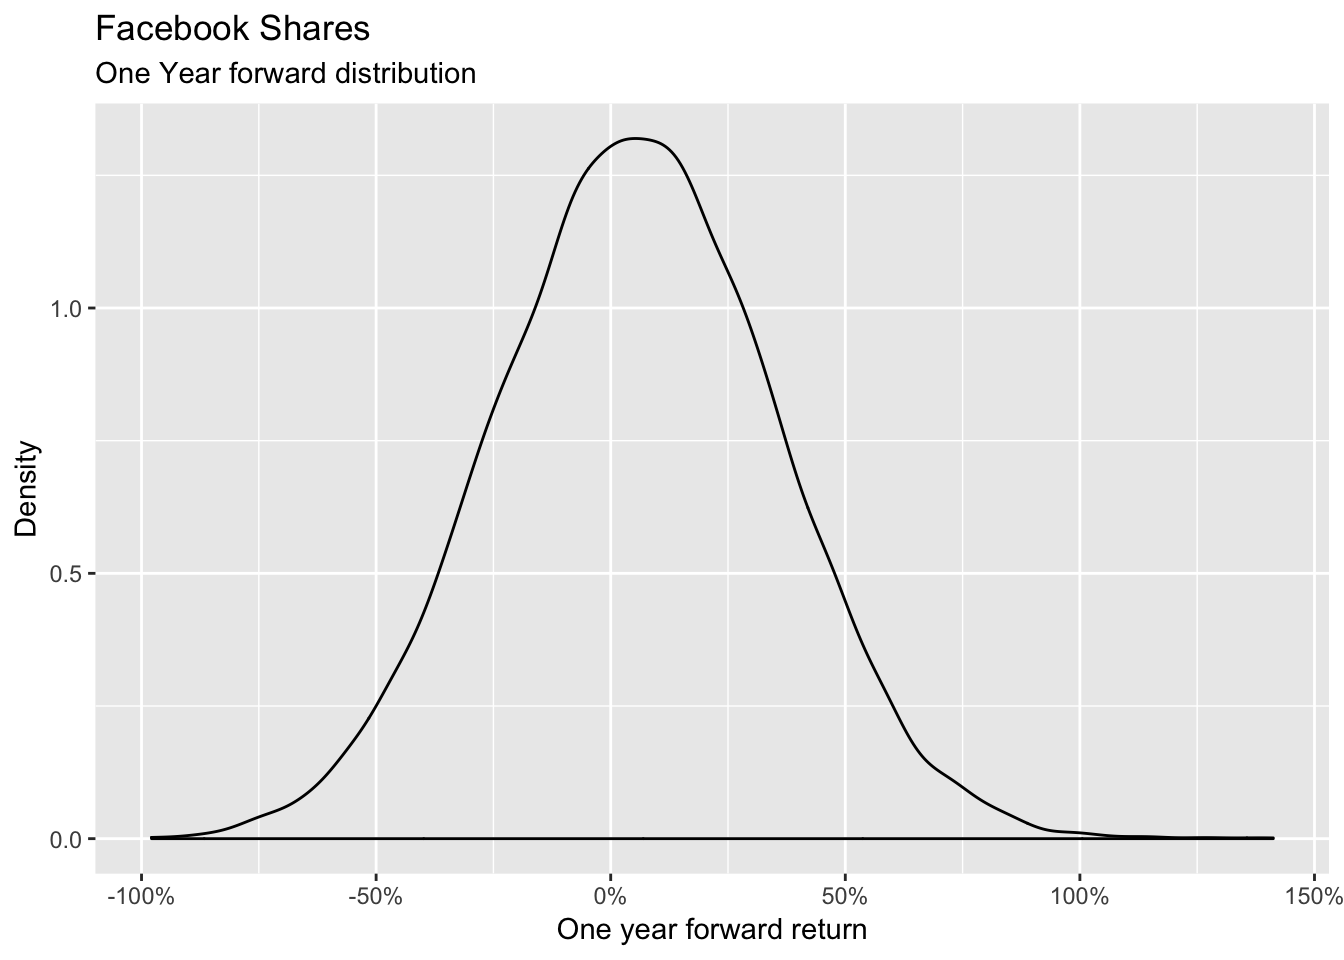 Facebook Shares
One Year forward distribution
Density
1.0
0.5
0.0
-100% -50% 0% 50% 100% 150%
One year forward return